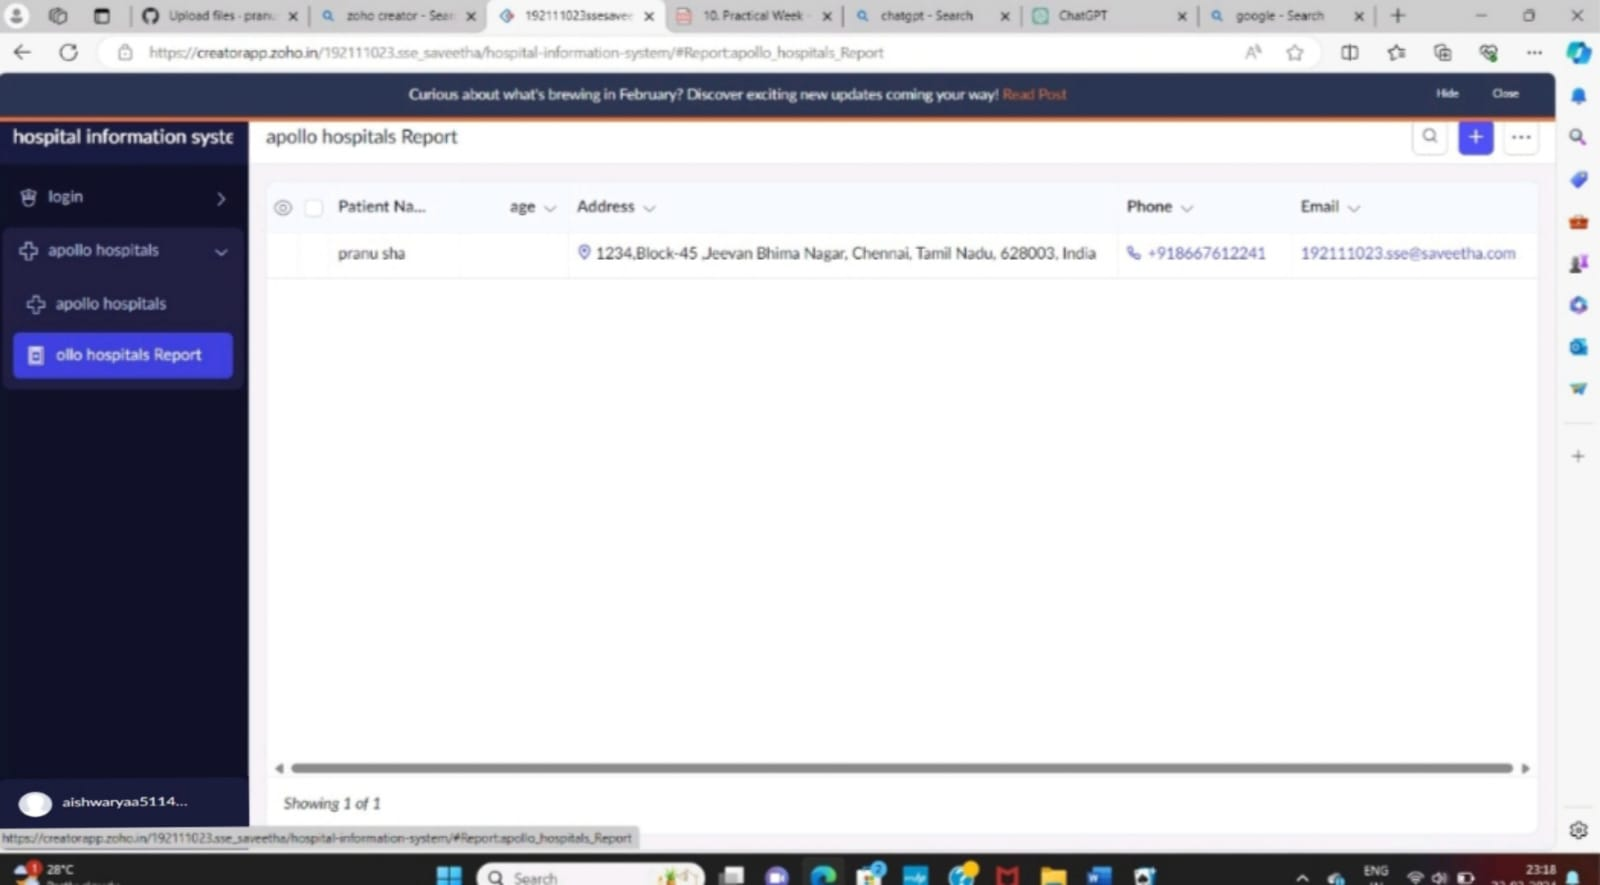 Upload files · pranu
zoho creator - Sear
192111023ssesavee
10. Practical Week -
chatgpt - Search
ChatGPT
google - Search
https://creatorapp.zoho.in/192111023.sse_saveetha/hospital-information-system/#Report:apollo_hospitals_Report
Curious about what's brewing in February? Discover exciting new updates coming your way! Read Post
Hide
Close
hospital information syste
apollo hospitals Report
login
apollo hospitals
apollo hospitals
ollo hospitals Report
Patient Na... age Address Phone Email
pranu sha 1234,Block-45 ,Jeevan Bhima Nagar, Chennai, Tamil Nadu, 628003, India +918667612241 192111023.sse@saveetha.com
Showing 1 of 1
aishwaryaa5114...
https://creatorapp.zoho.in/192111023.sse_saveetha/hospital-information-system/#Report:apollo_hospitals_Report
1
28°C
Search
2
ENG
23:18